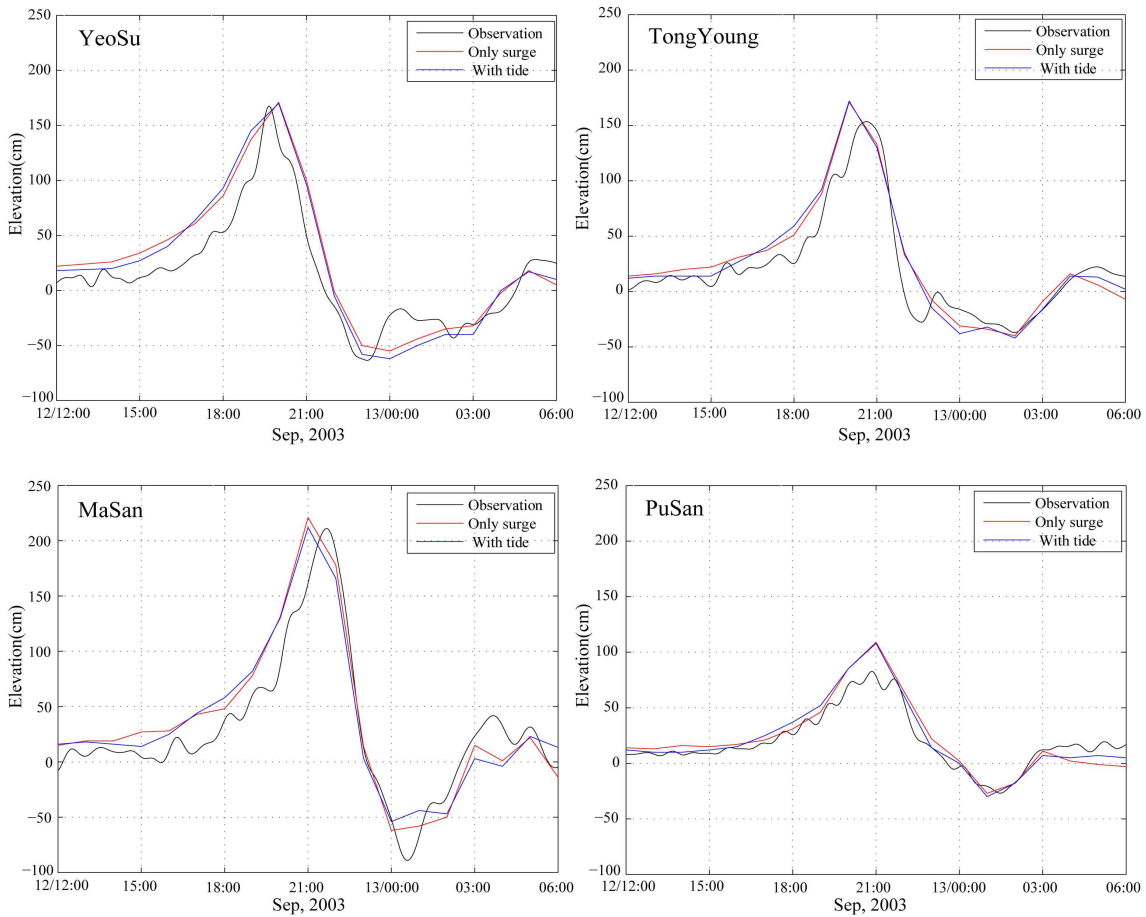 YeoSu
Observation
Only surge
With tide
250
200
150
100
50
0
−50
−100
Elevation(cm)
12/12:00 15:00 18:00 21:00 13/00:00 03:00 06:00
Sep, 2003
TongYoung
Observation
Only surge
With tide
250
200
150
100
50
0
−50
−100
Elevation(cm)
12/12:00 15:00 18:00 21:00 13/00:00 03:00 06:00
Sep, 2003
MaSan
Observation
Only surge
With tide
250
200
150
100
50
0
−50
−100
Elevation(cm)
12/12:00 15:00 18:00 21:00 13/00:00 03:00 06:00
Sep, 2003
PuSan
Observation
Only surge
With tide
250
200
150
100
50
0
−50
−100
Elevation(cm)
12/12:00 15:00 18:00 21:00 13/00:00 03:00 06:00
Sep, 2003